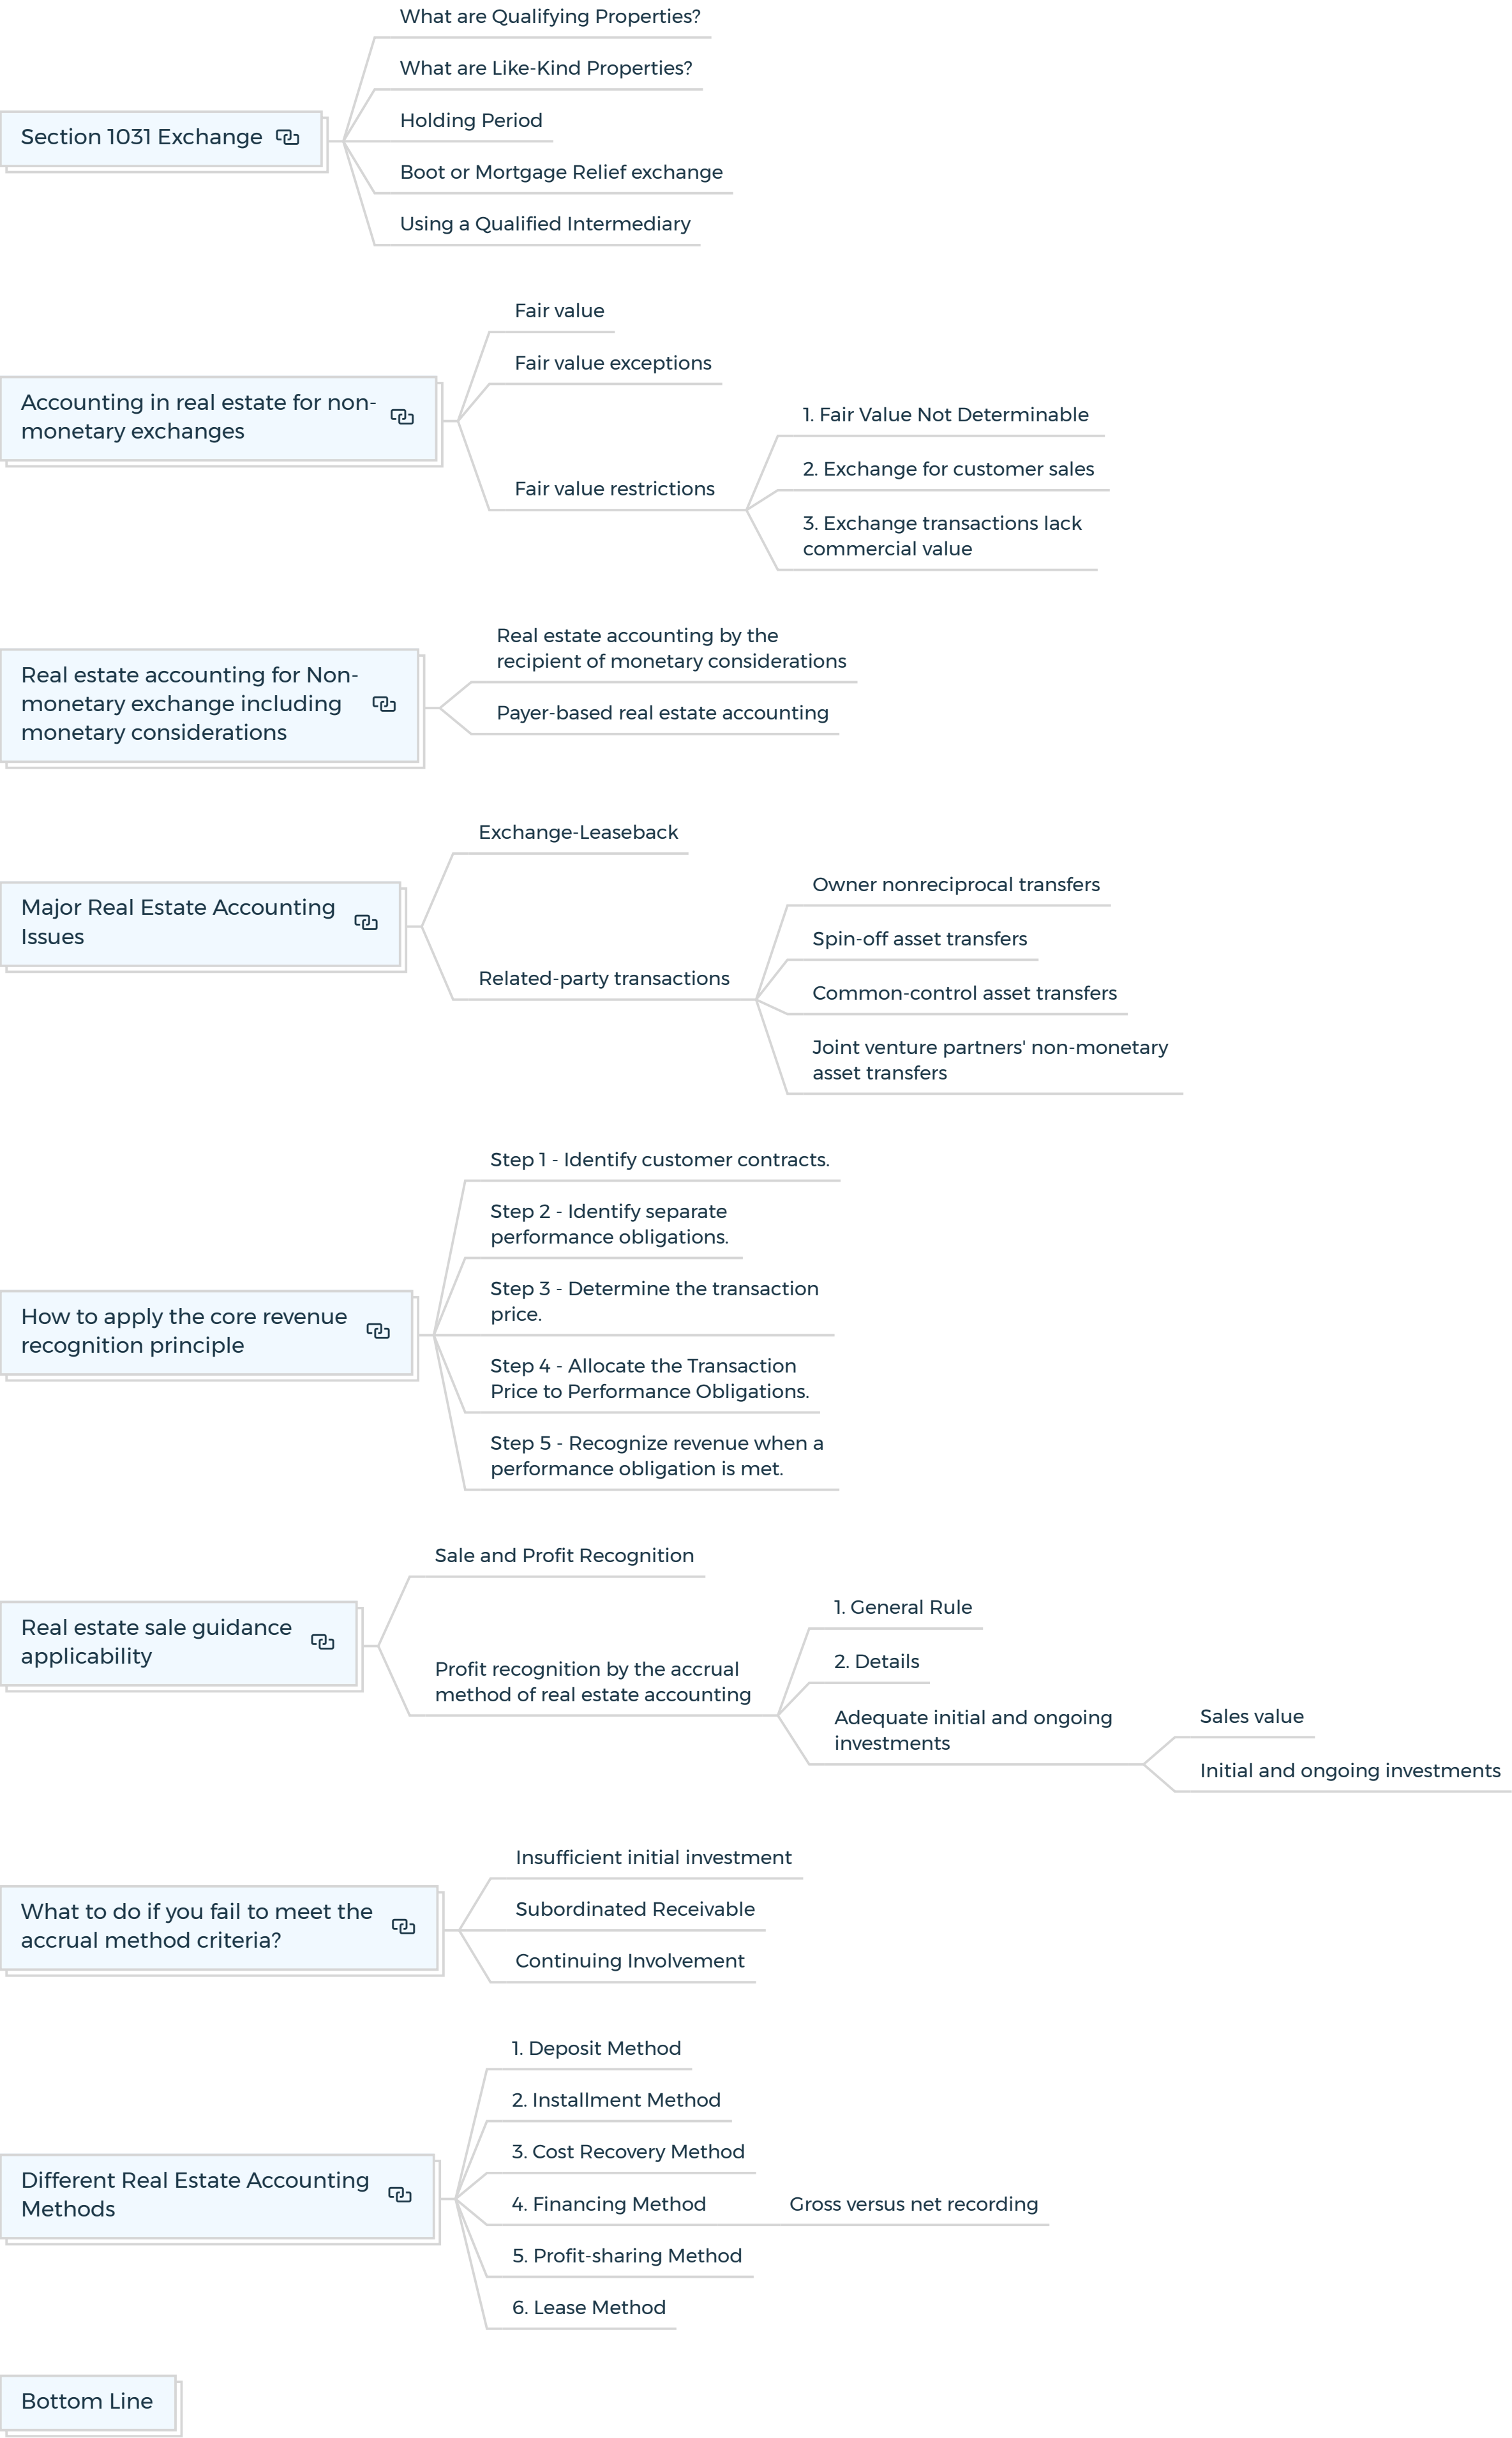 Section 1031 Exchange
What are Qualifying Properties?
What are Like-Kind Properties?
Holding Period
Boot or Mortgage Relief exchange
Using a Qualified Intermediary
Accounting in real estate for non-
monetary exchanges
Fair value
Fair value exceptions
Fair value restrictions
1. Fair Value Not Determinable
2. Exchange for customer sales
3. Exchange transactions lack
commercial value
Real estate accounting for Non-
monetary exchange including
monetary considerations
Real estate accounting by the
recipient of monetary considerations
Payer-based real estate accounting
Major Real Estate Accounting
Issues
Exchange-Leaseback
Related-party transactions
Owner nonreciprocal transfers
Spin-off asset transfers
Common-control asset transfers
Joint venture partners' non-monetary
asset transfers
How to apply the core revenue
recognition principle
Step 1 - Identify customer contracts.
Step 2 - Identify separate
performance obligations.
Step 3 - Determine the transaction
price.
Step 4 - Allocate the Transaction
Price to Performance Obligations.
Step 5 - Recognize revenue when a
performance obligation is met.
Real estate sale guidance
applicability
Sale and Profit Recognition
Profit recognition by the accrual
method of real estate accounting
1. General Rule
2. Details
Adequate initial and ongoing
investments
Sales value
Initial and ongoing investments
What to do if you fail to meet the
accrual method criteria?
Insufficient initial investment
Subordinated Receivable
Continuing Involvement
Different Real Estate Accounting
Methods
1. Deposit Method
2. Installment Method
3. Cost Recovery Method
4. Financing Method
Gross versus net recording
5. Profit-sharing Method
6. Lease Method
Bottom Line